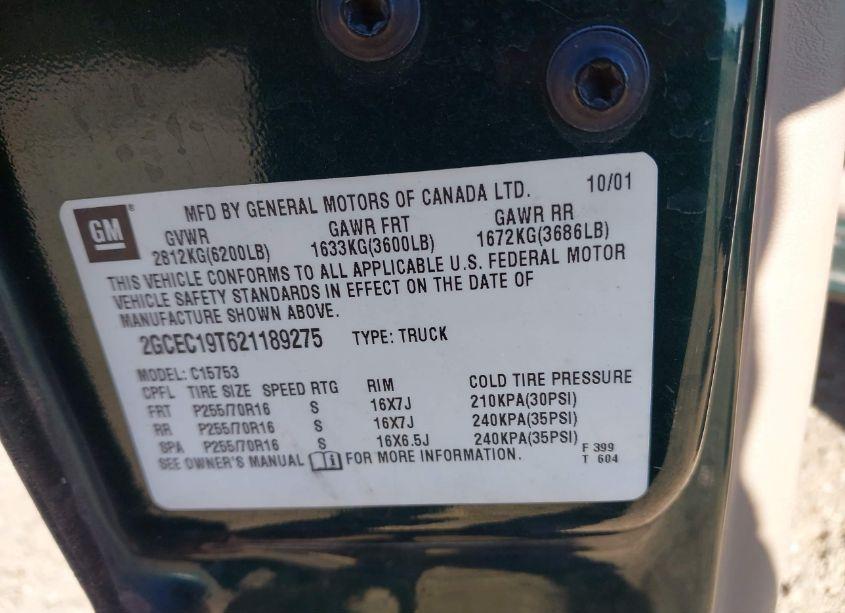 GM ® MFD BY GENERAL MOTORS OF CANADA LTD. 10/01
GVWR GAWR FRT GAWR RR
2812KG(6200LB) 1633KG(3600LB) 1672KG(3686LB)
THIS VEHICLE CONFORMS TO ALL APPLICABLE U.S. FEDERAL MOTOR
VEHICLE SAFETY STANDARDS IN EFFECT ON THE DATE OF
MANUFACTURE SHOWN ABOVE.
2GCEC19T621189275 TYPE: TRUCK
MODEL: C15753
CPFL TIRE SIZE SPEED RTG RIM COLD TIRE PRESSURE
FRT P255/70R16 S 16X7J 210KPA(30PSI)
RR P255/70R16 S 16X7J 240KPA(35PSI)
SPA P255/70R16 S 16X6.5J 240KPA(35PSI)
SEE OWNER'S MANUAL FOR MORE INFORMATION. F 399
T 604